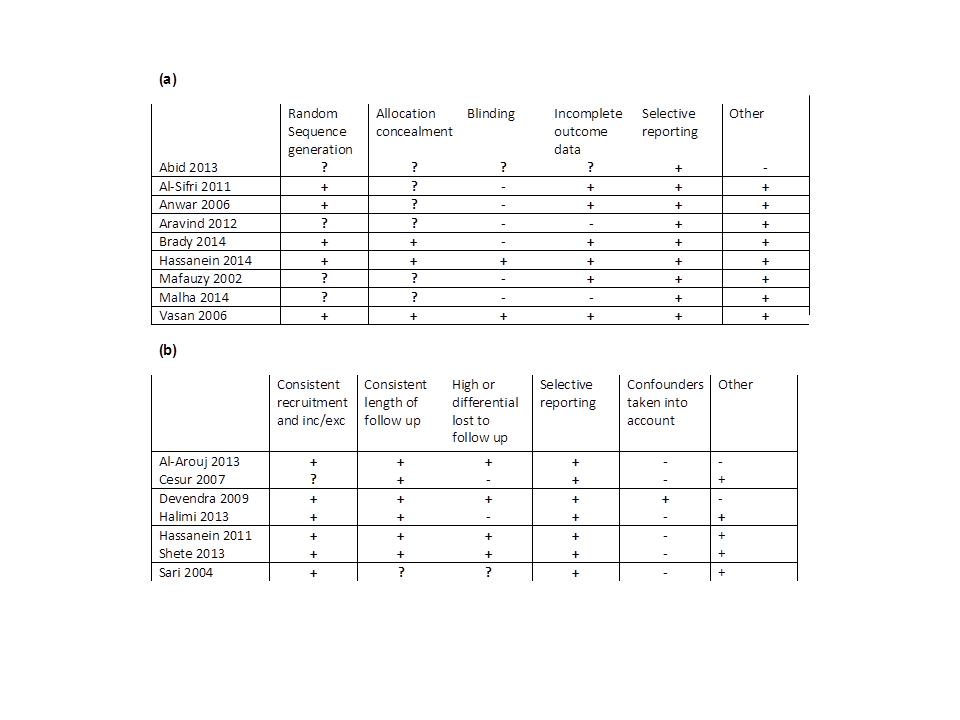 (a)
Random Allocation Blinding Incomplete Selective Other
Sequence concealment outcome reporting
generation data
Abid 2013 ? ? ? ? + -
Al-Sifri 2011 + ? - + + +
Anwar 2006 + ? - + + +
Aravind 2012 ? ? - - + +
Brady 2014 + + - + + +
Hassanein 2014 + + + + + +
Mafauzy 2002 ? ? - + + +
Malha 2014 ? ? - - + +
Vasan 2006 + + + + + +
(b)
Consistent Consistent High or Selective Confounders Other
recruitment length of differential reporting taken into
and inc/exc follow up lost to account
follow up
Al-Arouj 2013 + + + + - -
Cesur 2007 ? + - + - +
Devendra 2009 + + + + + -
Halimi 2013 + + - + - +
Hassanein 2011 + + + + - +
Shete 2013 + + + + - +
Sari 2004 + ? ? + - +